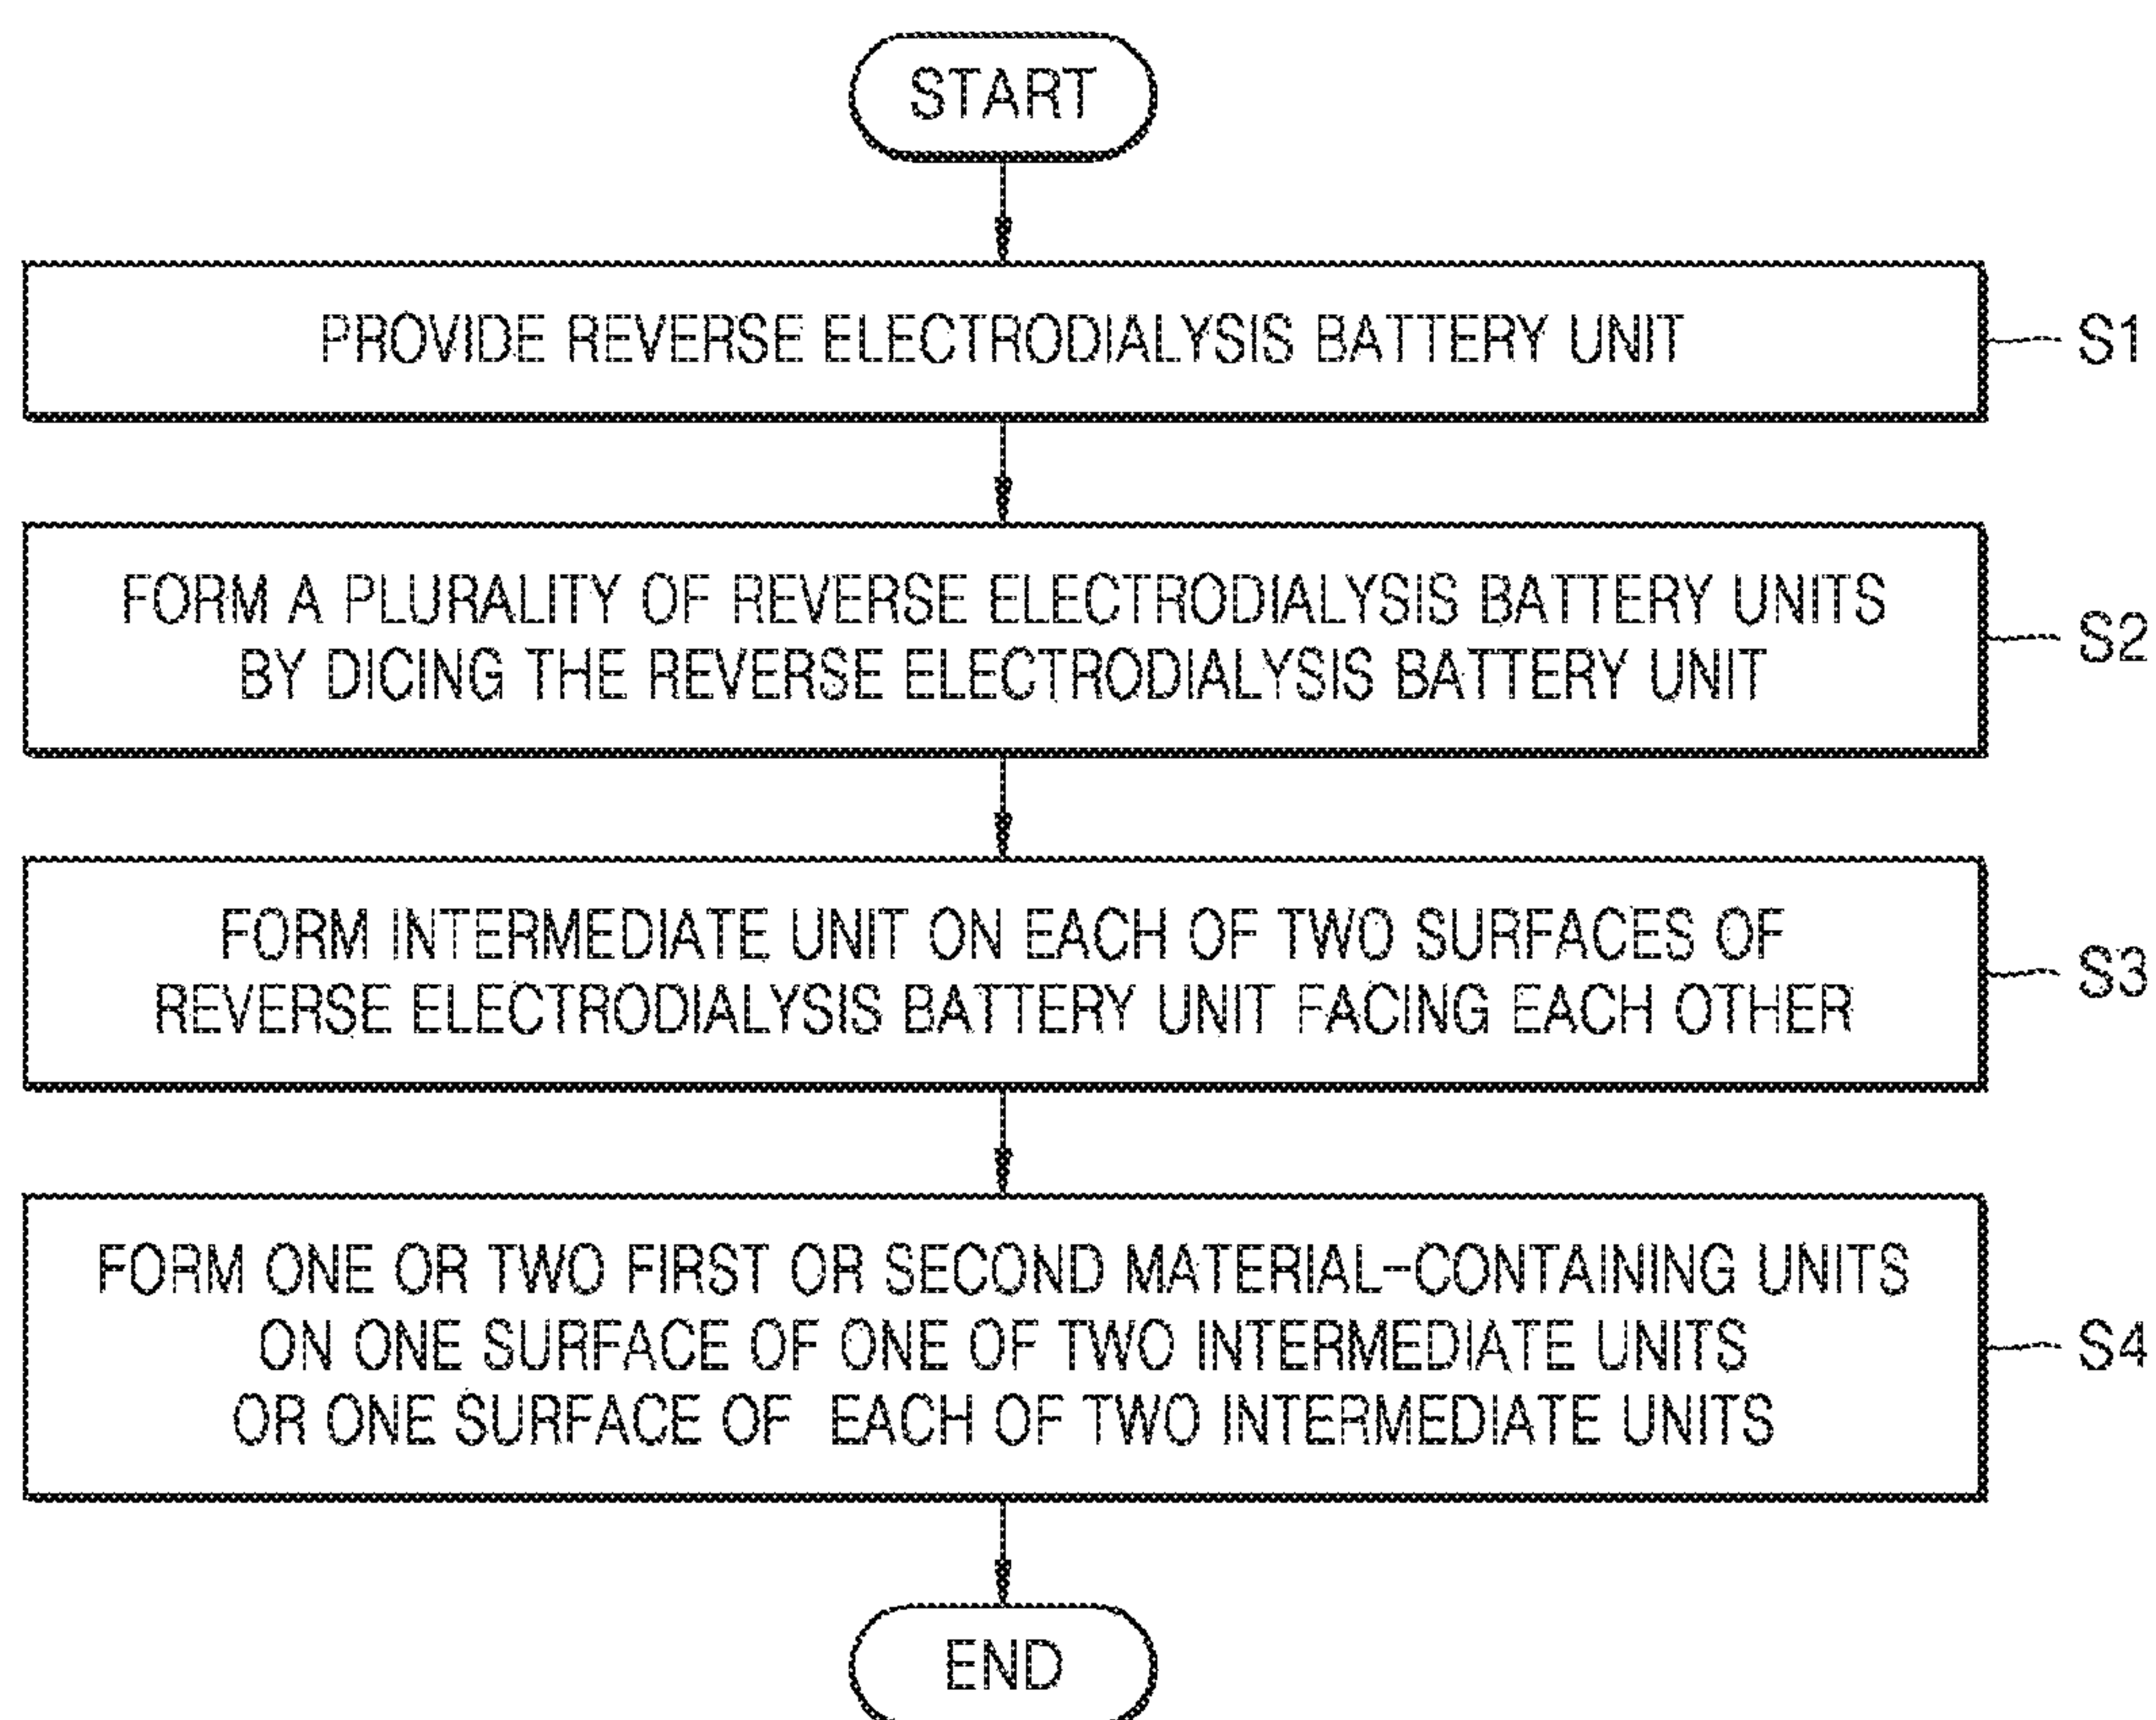 START
PROVIDE REVERSE ELECTRODIALYSIS BATTERY UNIT
S1
FORM A PLURALITY OF REVERSE ELECTRODIALYSIS BATTERY UNITS
BY DICING THE REVERSE ELECTRODIALYSIS BATTERY UNIT
S2
FORM INTERMEDIATE UNIT ON EACH OF TWO SURFACES OF
REVERSE ELECTRODIALYSIS BATTERY UNIT FACING EACH OTHER
S3
FORM ONE OR TWO FIRST OR SECOND MATERIAL-CONTAINING UNITS
ON ONE SURFACE OF ONE OF TWO INTERMEDIATE UNITS
OR ONE SURFACE OF EACH OF TWO INTERMEDIATE UNITS
S4
END